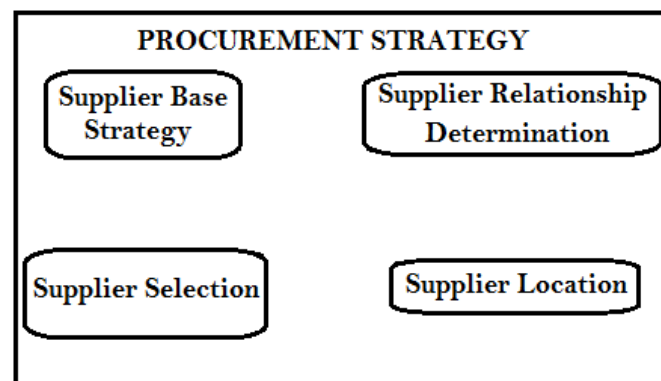 PROCUREMENT STRATEGY
Supplier Base
Strategy
Supplier Relationship
Determination
Supplier Selection
Supplier Location